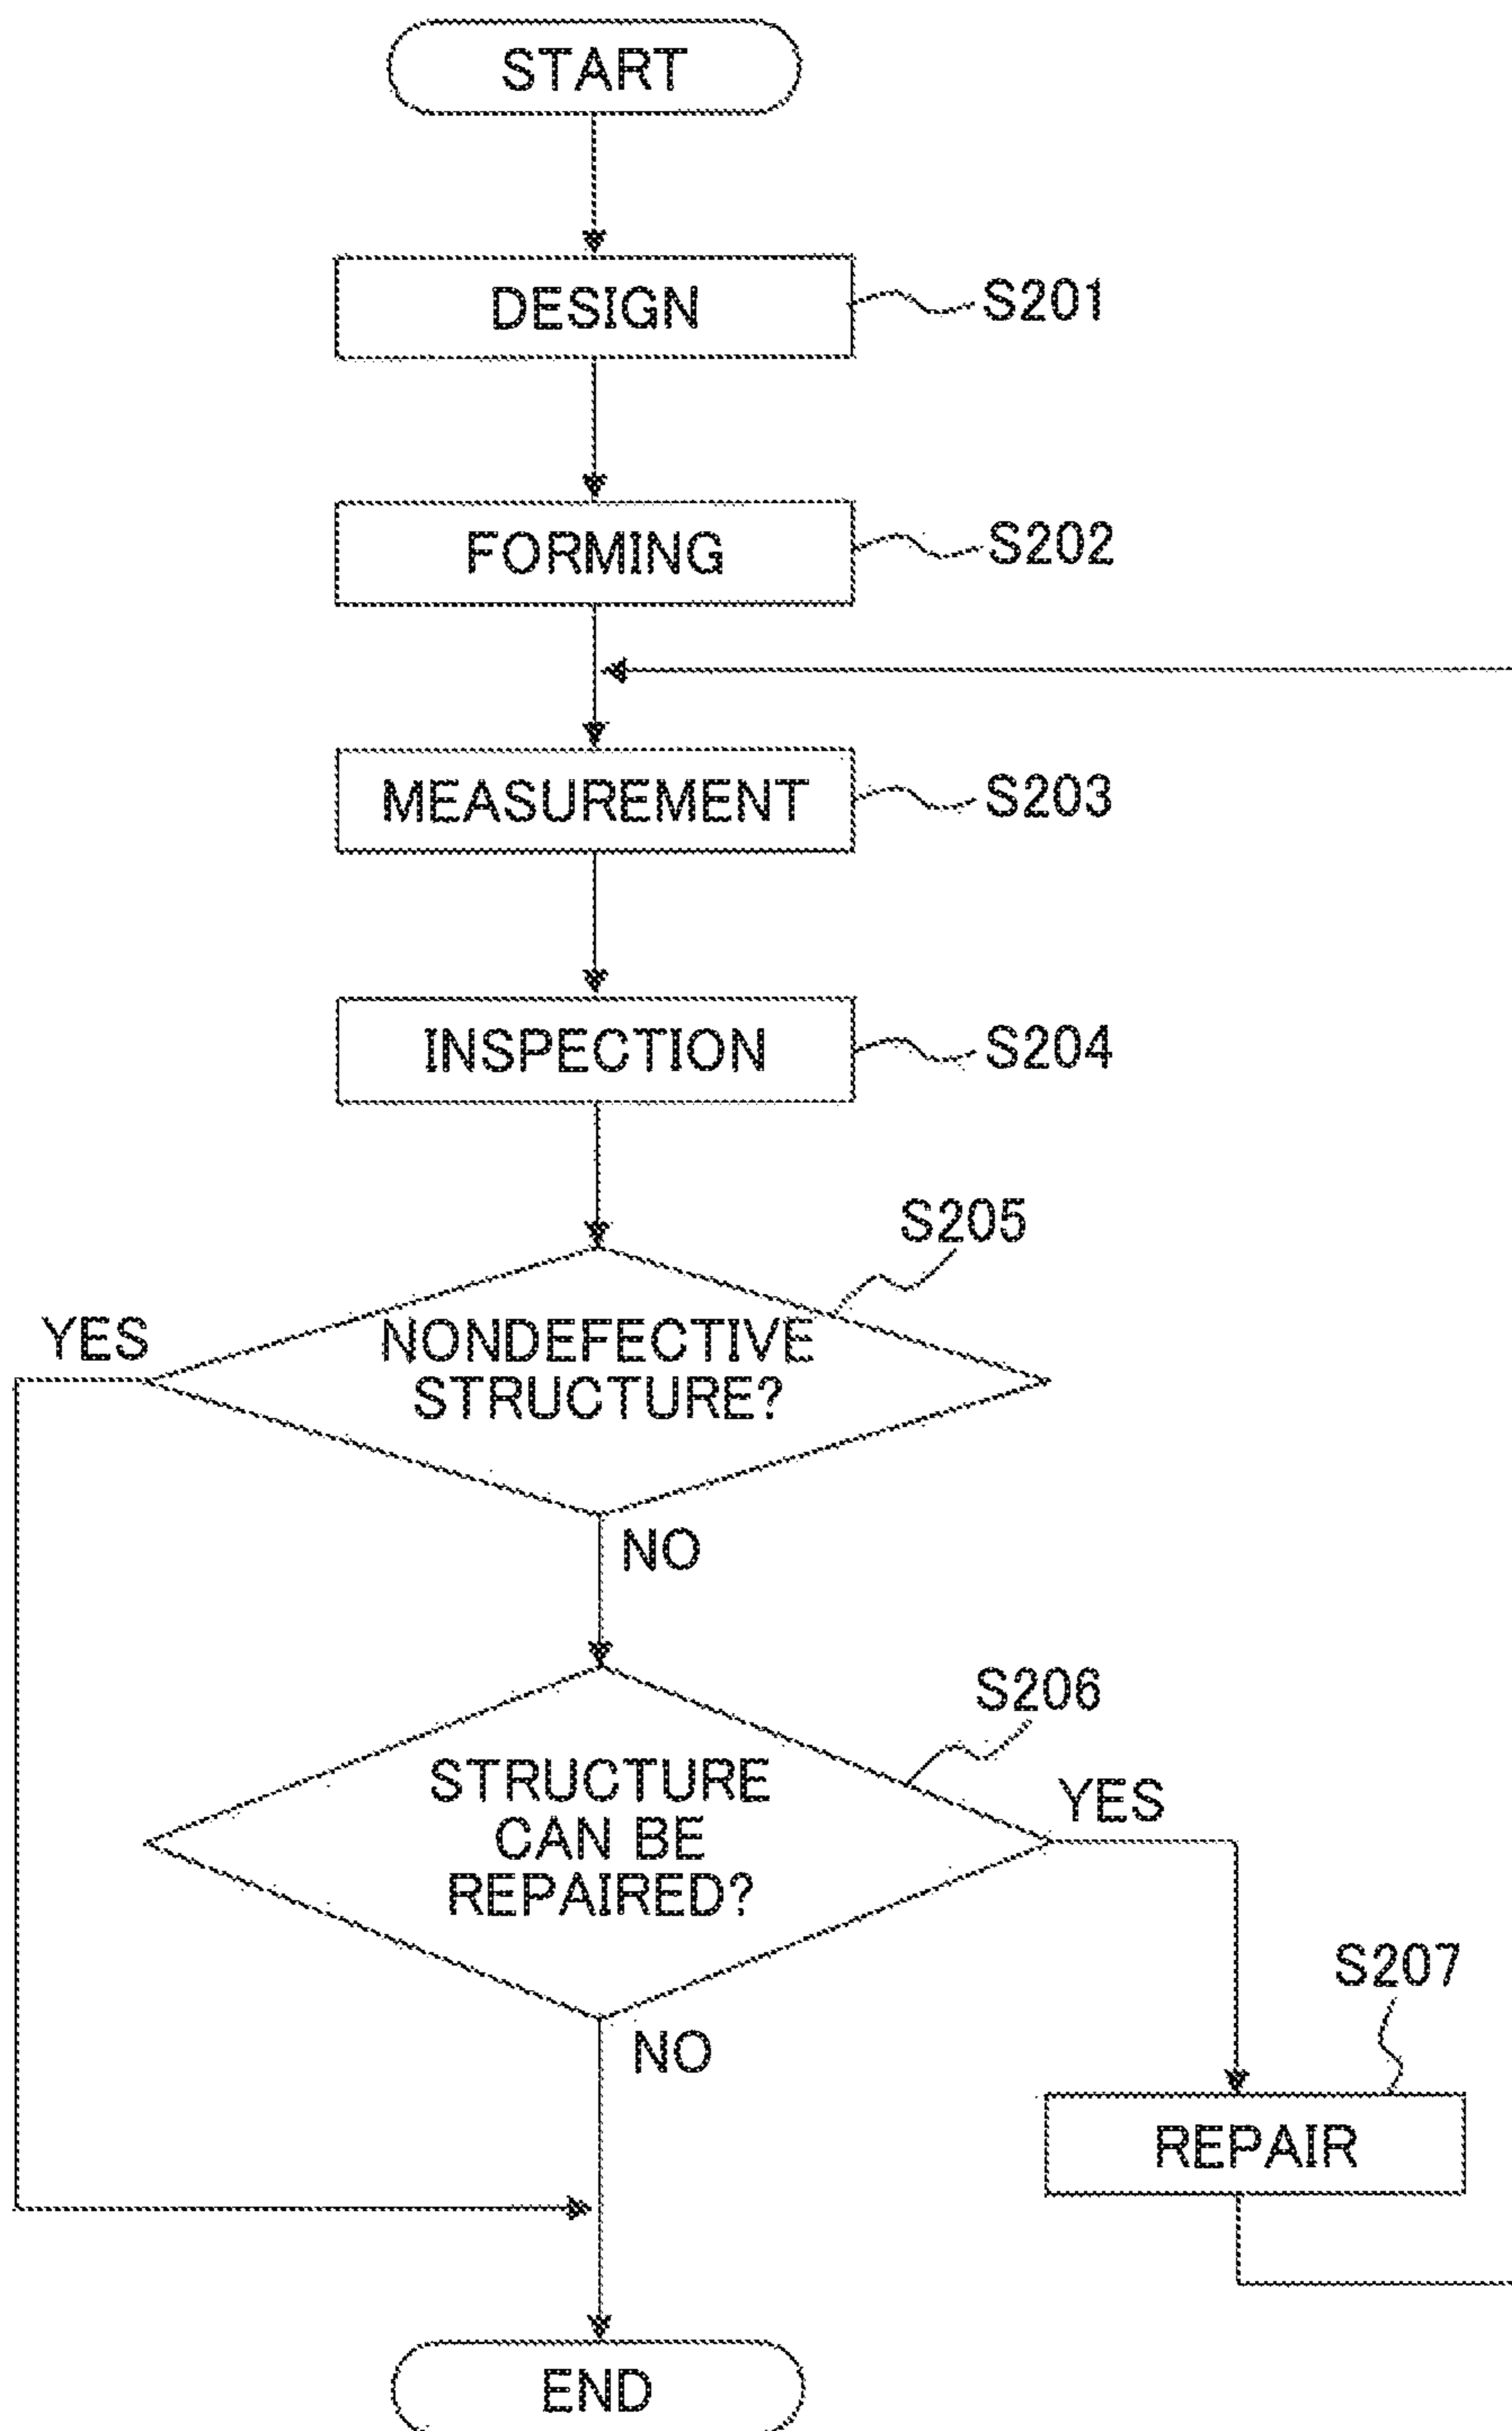 START
DESIGN
S201
FORMING
S202
MEASUREMENT
S203
INSPECTION
S204
S205
YES
NONDEFECTIVE
STRUCTURE?
NO
S206
STRUCTURE
CAN BE
REPAIRED?
YES
S207
NO
REPAIR
END